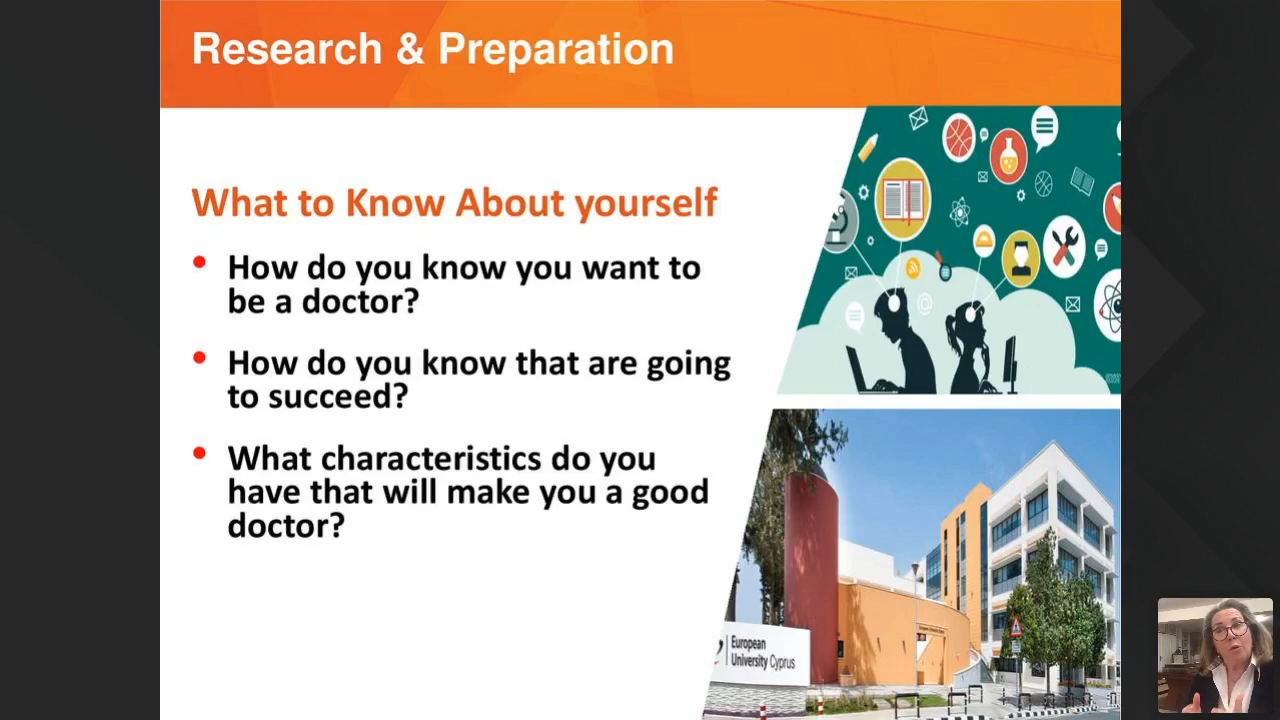 Research & Preparation
What to Know About yourself
• How do you know you want to
be a doctor?
• How do you know that are going
to succeed?
• What characteristics do you
have that will make you a good
doctor?
European
University Cyprus